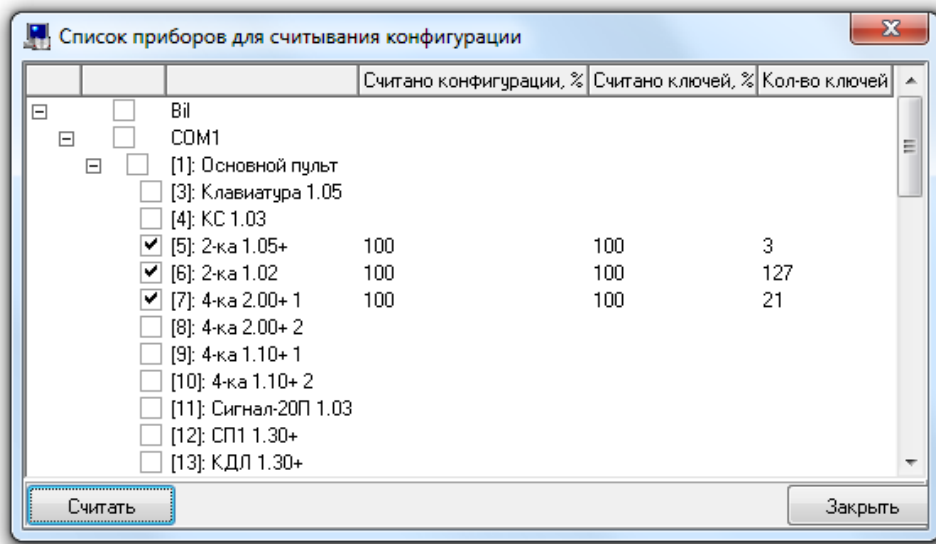 Список приборов для считывания конфигурации
Считано конфигурации, % Считано ключей, % Кол-во ключей
Bil
COM1
[1]: Основной пульт
[3]: Клавиатура 1.05
[4]: КС 1.03
[5]: 2-ка 1.05+ 100 100 3
[6]: 2-ка 1.02 100 100 127
[7]: 4-ка 2.00+ 1 100 100 21
[8]: 4-ка 2.00+ 2
[9]: 4-ка 1.10+ 1
[10]: 4-ка 1.10+ 2
[11]: Сигнал-20П 1.03
[12]: СП1 1.30+
[13]: КДЛ 1.30+
Считать Закрыть